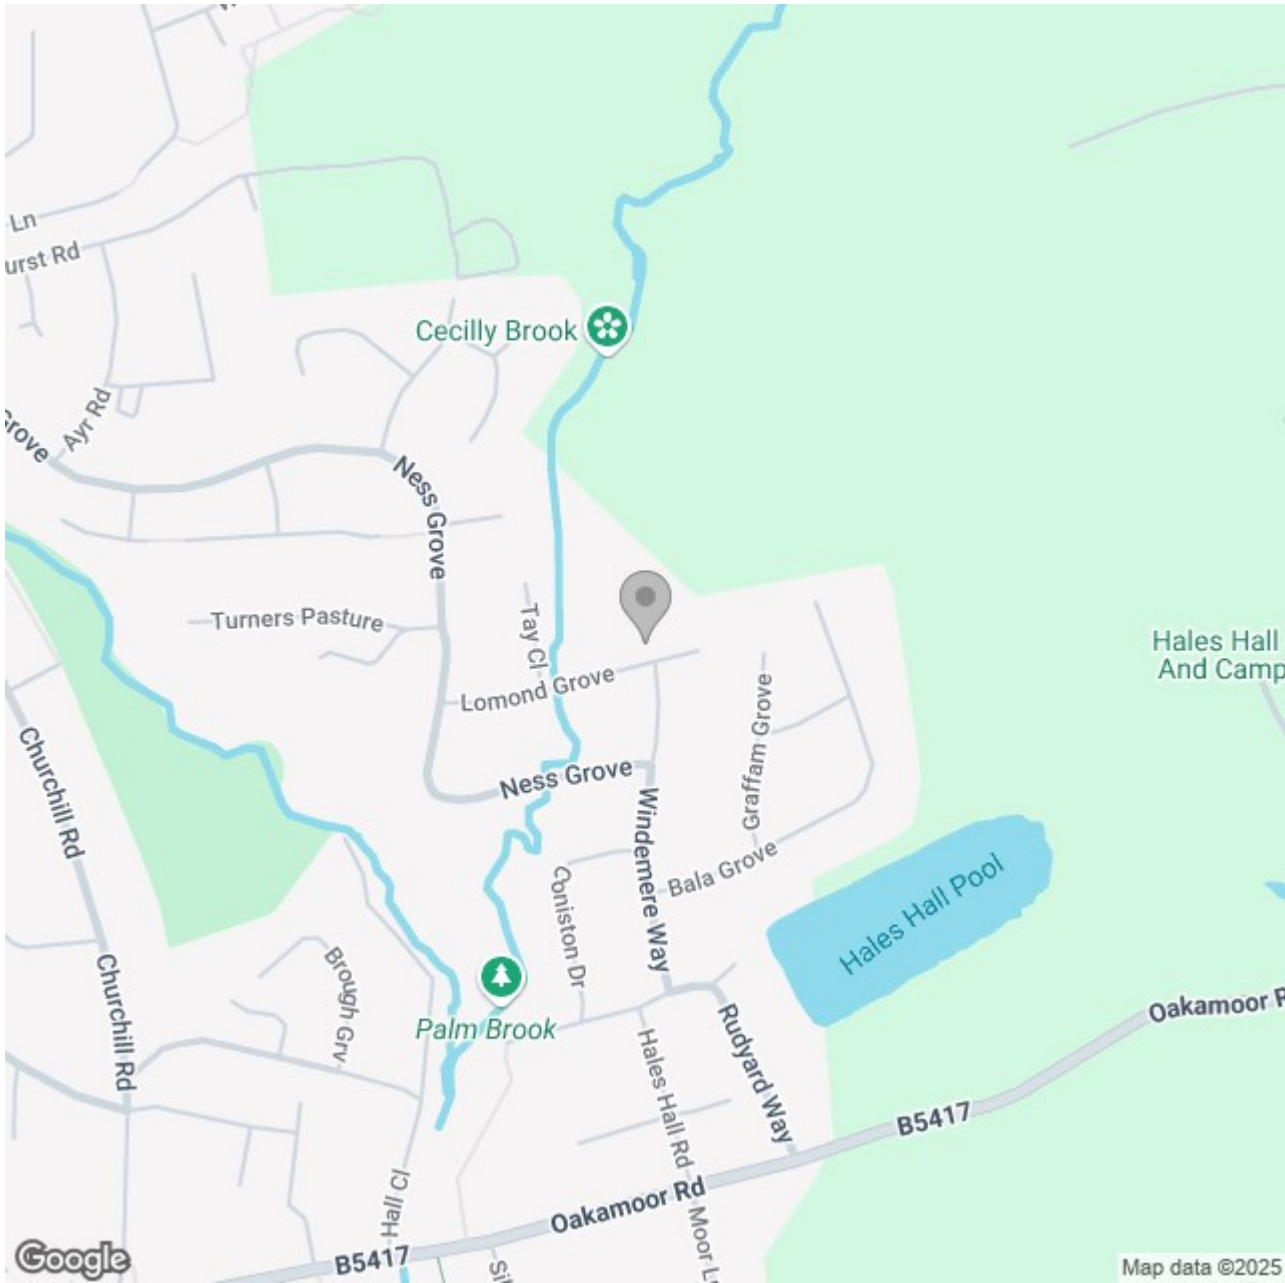 Ln
urst Rd
Cecilly Brook
Ayr Rd
Grove
Ness Grove
Turners Pasture
Tay Cl
Lomond Grove
Hales Hall
And Camp
Churchill Rd
Ness Grove
Graffam Grove
Windemere Way
Bala Grove
Coniston Dr
Hales Hall Pool
Brough Grv
Churchill Rd
Palm Brook
Oakamoor R
Rudyard Way
Hales Hall Rd
B5417
Hall Cl
Oakamoor Rd
Moor L
B5417
Sil
Google
Map data ©2025